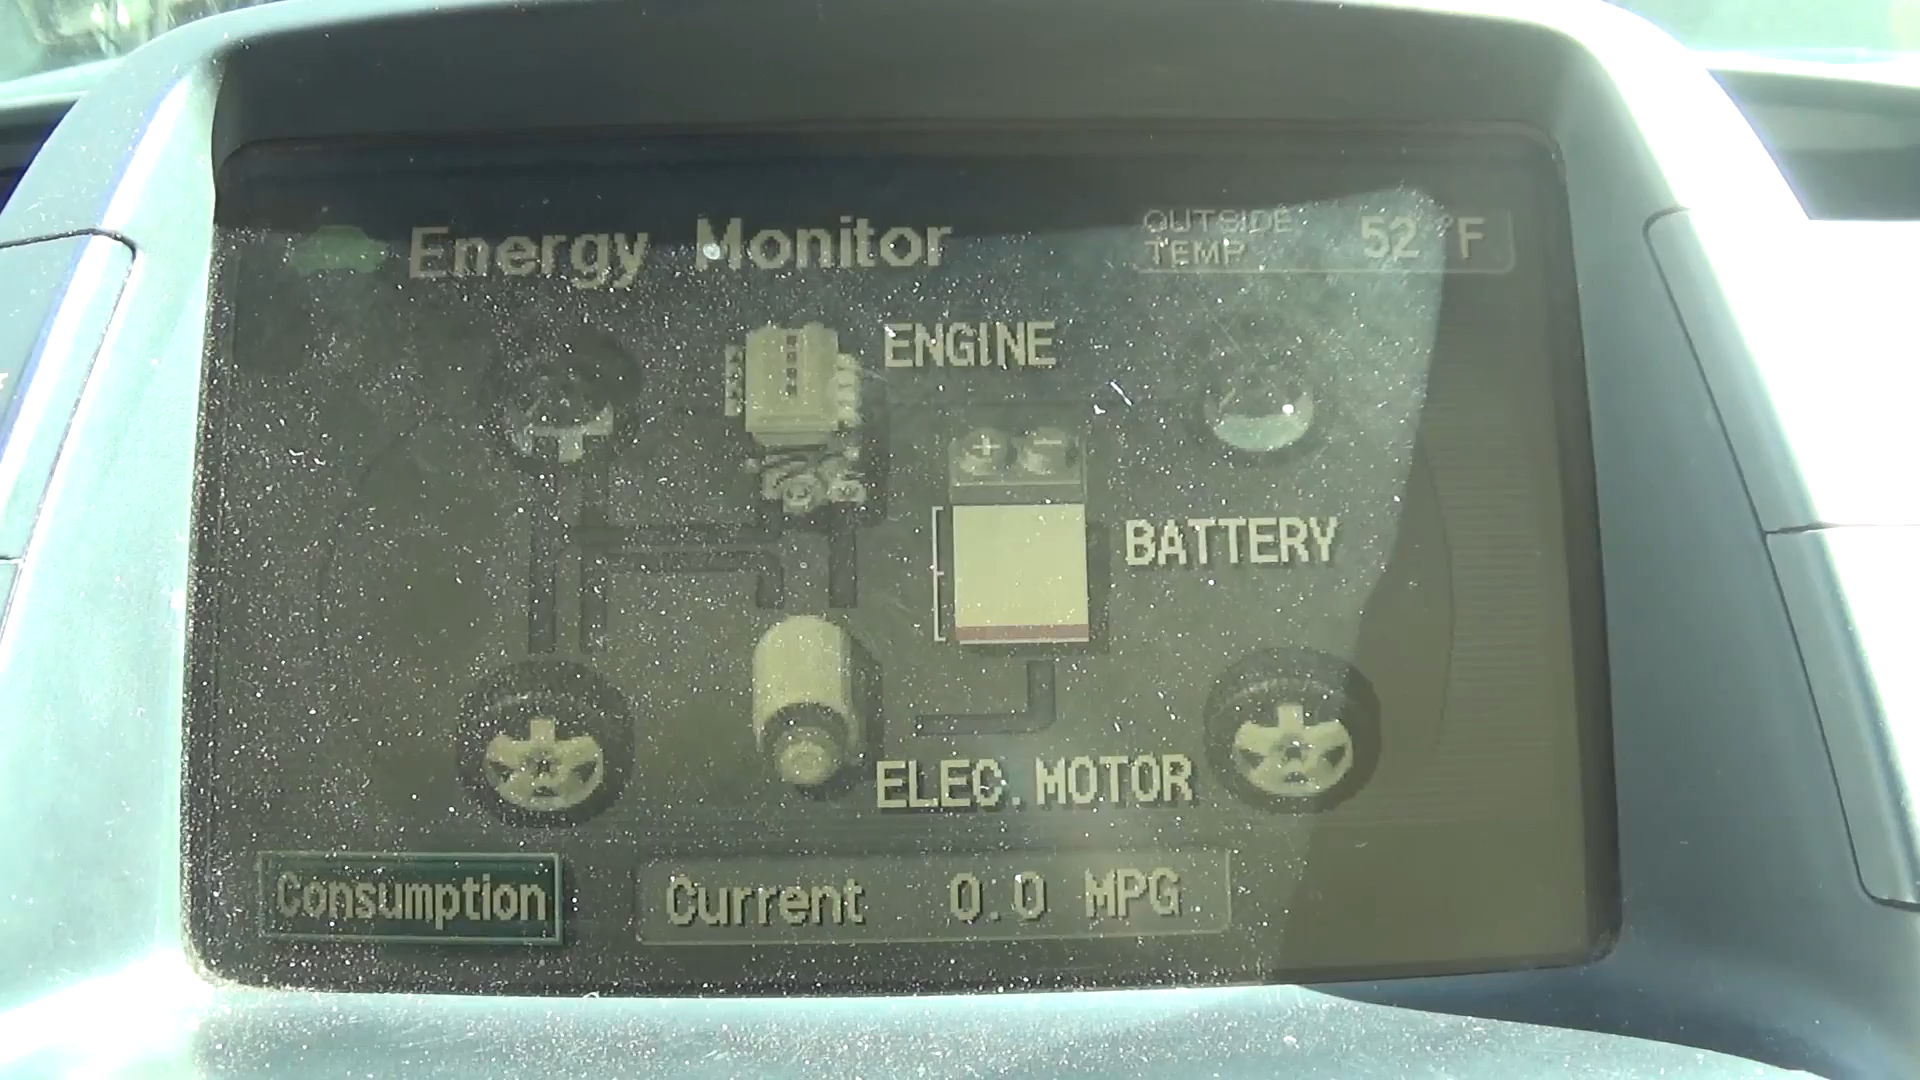 Energy Monitor
OUTSIDE TEMP 52 °F
ENGINE
+ −
BATTERY
ELEC. MOTOR
Consumption
Current 0.0 MPG